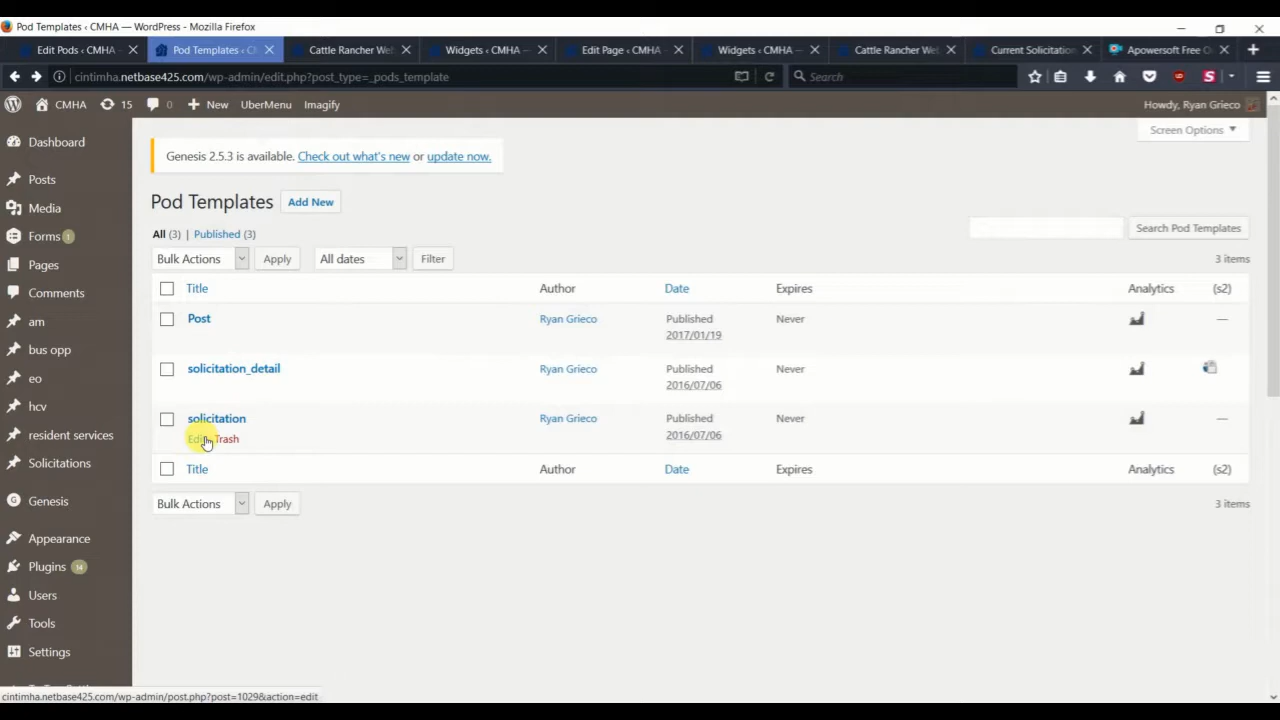 Pod Templates ‹ CMHA — WordPress - Mozilla Firefox
Edit Pods ‹ CMHA —
Pod Templates ‹ C
Cattle Rancher We
Widgets ‹ CMHA —
Edit Page ‹ CMHA —
Widgets ‹ CMHA —
Cattle Rancher We
Current Solicitation
Apowersoft Free O
cintimha.netbase425.com/wp-admin/edit.php?post_type=_pods_template
Search
CMHA 15 0 New UberMenu Imagify Howdy, Ryan Grieco
Screen Options
Dashboard
Posts
Media
Forms 1
Pages
Comments
am
bus opp
eo
hcv
resident services
Solicitations
Genesis
Appearance
Plugins 14
Users
Tools
Settings
Genesis 2.5.3 is available. Check out what's new or update now.
Pod Templates Add New
All (3) | Published (3)
Search Pod Templates
Bulk Actions Apply All dates Filter 3 items
Title Author Date Expires Analytics (s2)
Post Ryan Grieco Published Never —
2017/01/19
solicitation_detail Ryan Grieco Published Never
2016/07/06
solicitation Ryan Grieco Published Never —
Edit Trash 2016/07/06
Title Author Date Expires Analytics (s2)
Bulk Actions Apply 3 items
cintimha.netbase425.com/wp-admin/post.php?post=1029&action=edit